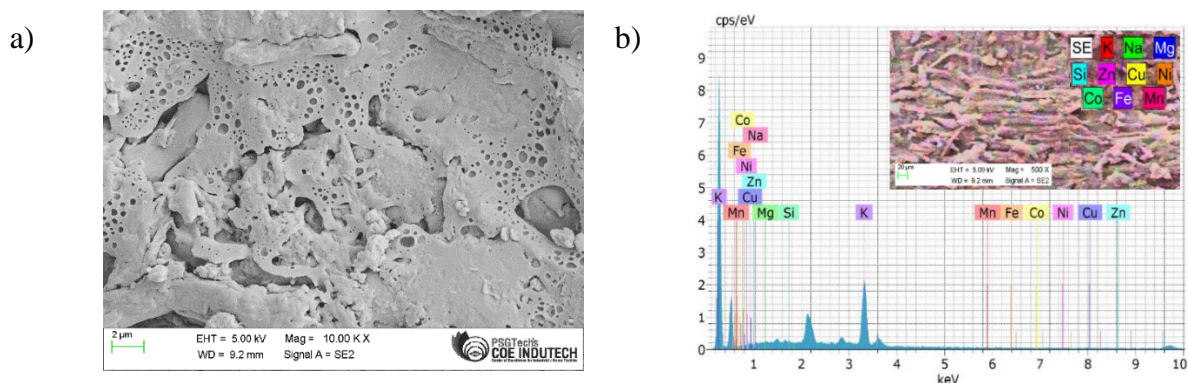 a)
2 µm
EHT = 5.00 kV
Mag = 10.00 K X
WD = 9.2 mm
Signal A = SE2
PSGTech's
COE INDUTECH
b)
cps/eV
9
8
7
6
5
4
3
2
1
0
Co
Na
Fe
Ni
Zn
K
Mn
Cu
Mg
Si
K
Mn
Fe
Co
Ni
Cu
Zn
SE K Na Mg
Si Zn Cu Ni
Co Fe Mn
20 µm
EHT = 5.00 kV
Mag = 500 X
WD = 9.2 mm
Signal A = SE2
1 2 3 4 5 6 7 8 9 10
keV